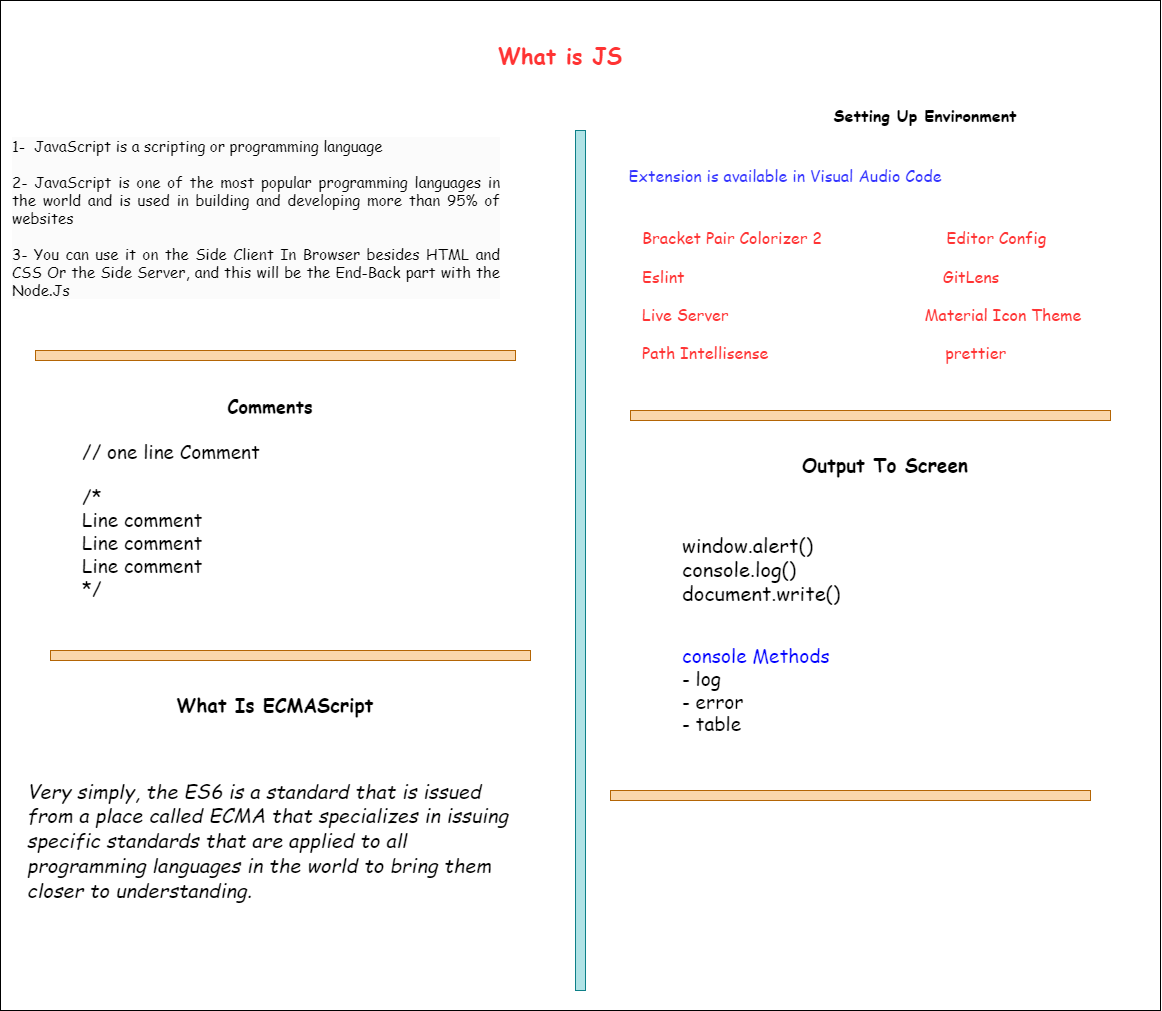 What is JS
1- JavaScript is a scripting or programming language
2- JavaScript is one of the most popular programming languages in
the world and is used in building and developing more than 95% of
websites
3- You can use it on the Side Client In Browser besides HTML and
CSS Or the Side Server, and this will be the End-Back part with the
Node.Js
Comments
// one line Comment
/*
Line comment
Line comment
Line comment
*/
What Is ECMAScript
Very simply, the ES6 is a standard that is issued
from a place called ECMA that specializes in issuing
specific standards that are applied to all
programming languages in the world to bring them
closer to understanding.
Setting Up Environment
Extension is available in Visual Audio Code
Bracket Pair Colorizer 2 Editor Config
Eslint GitLens
Live Server Material Icon Theme
Path Intellisense prettier
Output To Screen
window.alert()
console.log()
document.write()
console Methods
- log
- error
- table